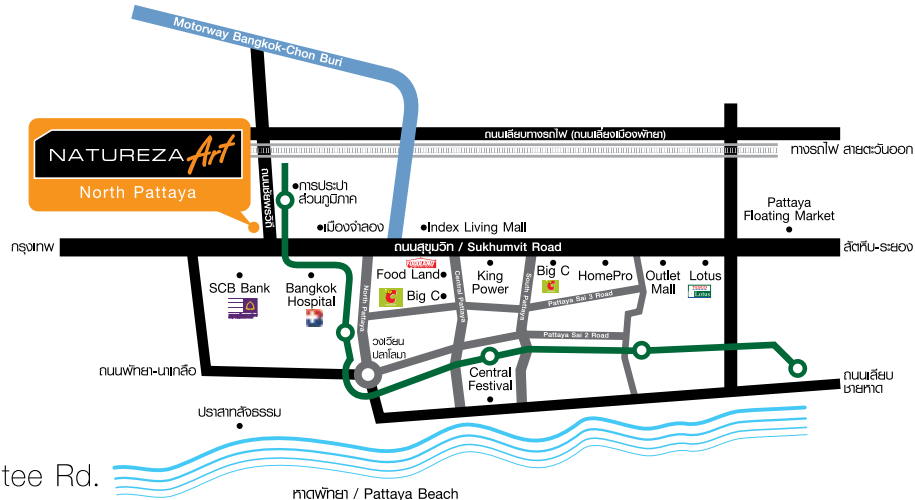 Motorway Bangkok-Chon Buri
ถนนเลียบทางรถไฟ (ถนนเลี่ยงเมืองพัทยา)
ทางรถไฟ สายตะวันออก
NATUREZA Art
North Pattaya
ถนนชัยพรวิถี
การประปา
ส่วนภูมิภาค
เมืองจำลอง
Index Living Mall
Pattaya
Floating Market
กรุงเทพ
ถนนสุขุมวิท / Sukhumvit Road
สัตหีบ-ระยอง
SCB Bank
Bangkok
Hospital
North Pattaya
FOODLAND
Food Land
Big C
Central Pattaya
King
Power
South Pattaya
Big C
HomePro
Outlet
Mall
Lotus
Lotus
Pattaya Sai 3 Road
Pattaya Sai 2 Road
วงเวียน
ปลาโลมา
ถนนพัทยา-นาเกลือ
Central
Festival
ถนนเลียบ
ชายหาด
ปราสาทสัจธรรม
tee Rd.
หาดพัทยา / Pattaya Beach